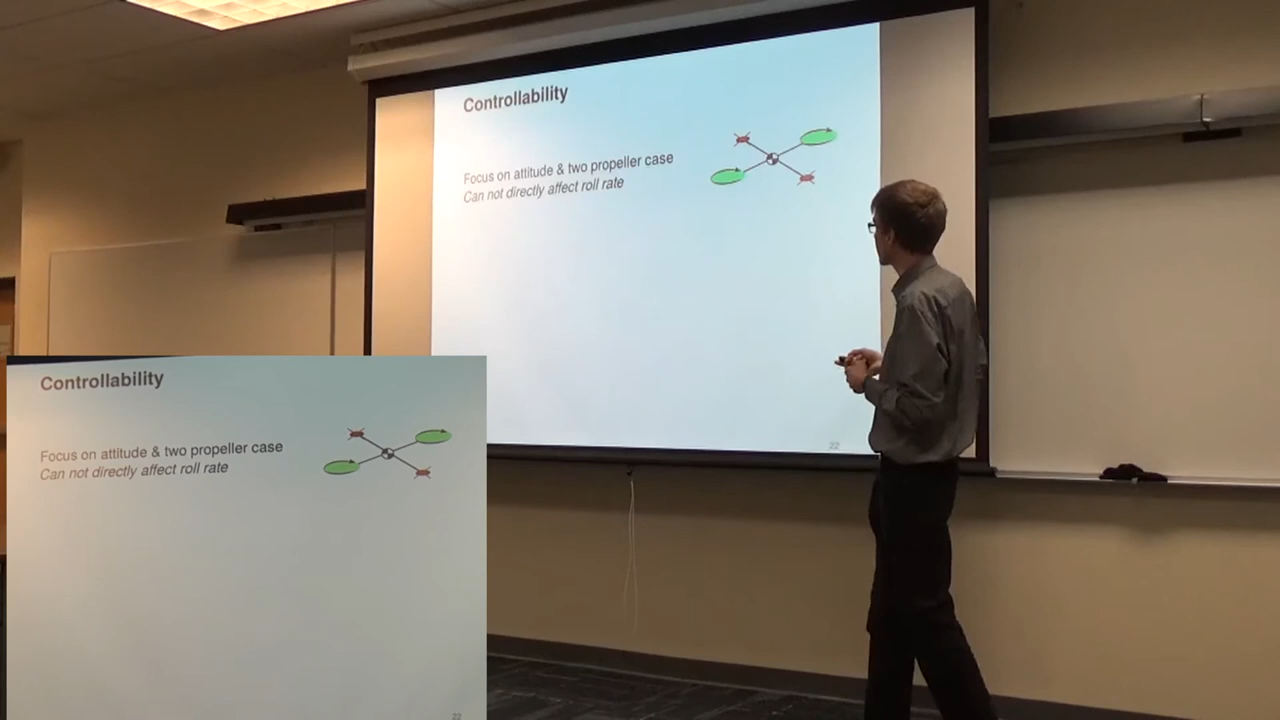 Controllability
Focus on attitude & two propeller case
Can not directly affect roll rate
22
Controllability
Focus on attitude & two propeller case
Can not directly affect roll rate
22